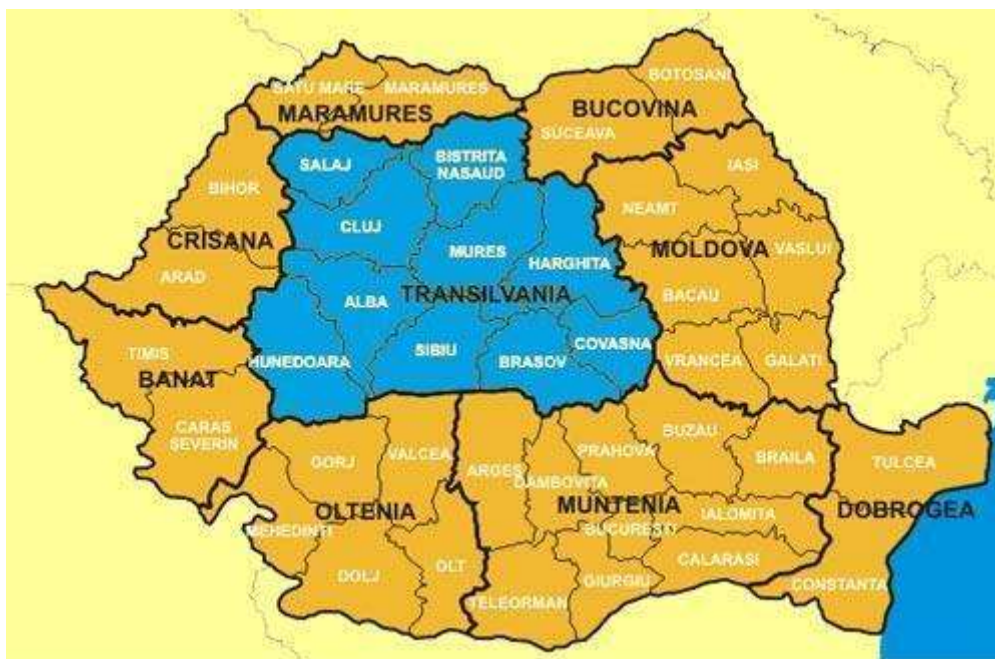 SATU MARE
MARAMURES
MARAMURES
BOTOSANI
BUCOVINA
SUCEAVA
SALAJ
BISTRITA
NASAUD
IASI
BIHOR
NEAMT
CLUJ
CRISANA
MURES
HARGHITA
MOLDOVA
VASLUI
ARAD
ALBA
TRANSILVANIA
BACAU
TIMIS
BANAT
HUNEDOARA
SIBIU
BRASOV
COVASNA
VRANCEA
GALATI
CARAS
SEVERIN
GORJ
VALCEA
ARGES
DAMBOVITA
PRAHOVA
BUZAU
BRAILA
TULCEA
OLTENIA
MUNTENIA
IALOMITA
DOBROGEA
MEHEDINTI
BUCURESTI
DOLJ
OLT
CALARASI
TELEORMAN
GIURGIU
CONSTANTA